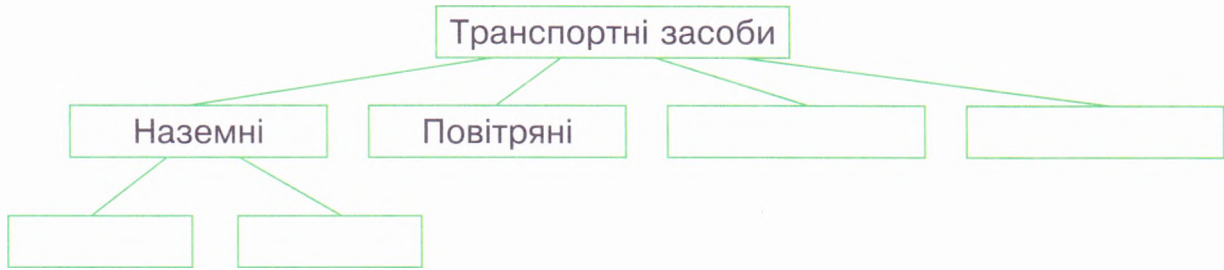 Транспортні засоби
Наземні
Повітряні